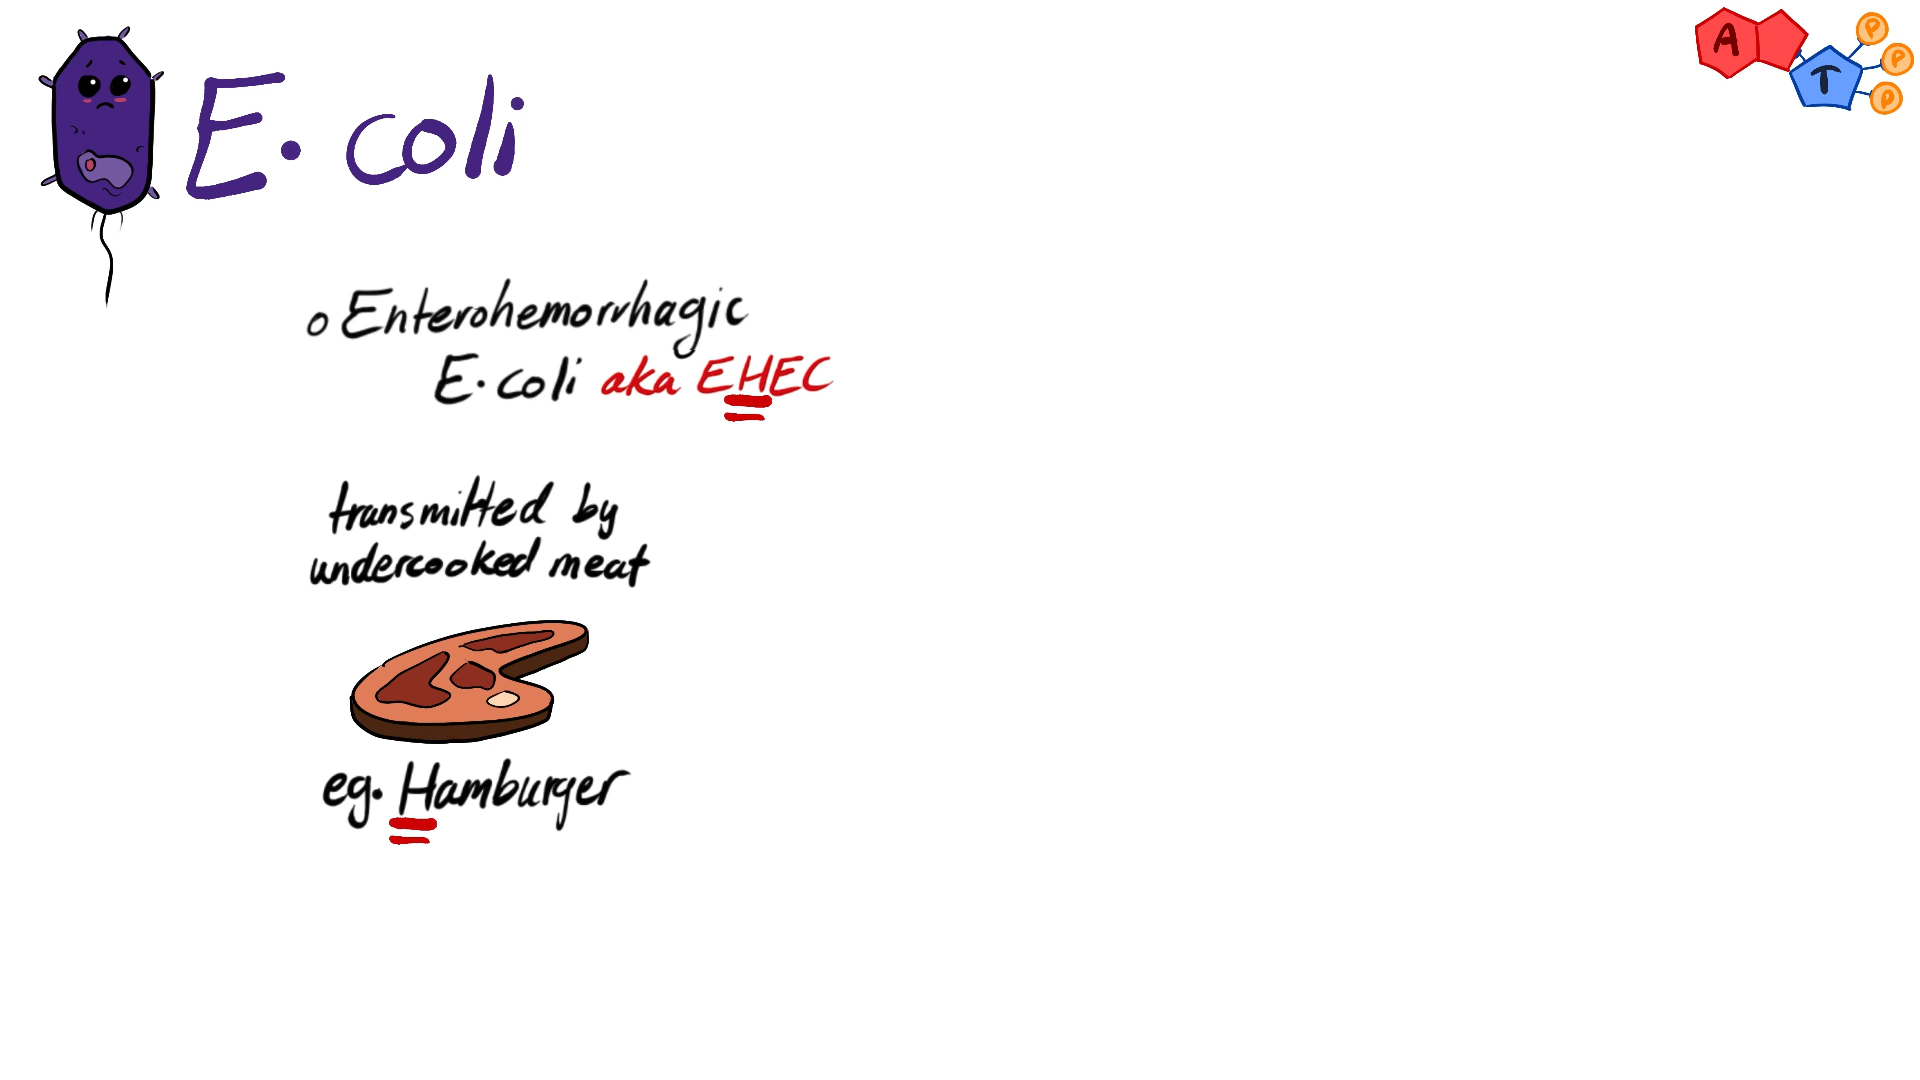 E. coli
A T P P P
o Enterohemorrhagic
E. coli aka EHEC
transmitted by
undercooked meat
eg. Hamburger